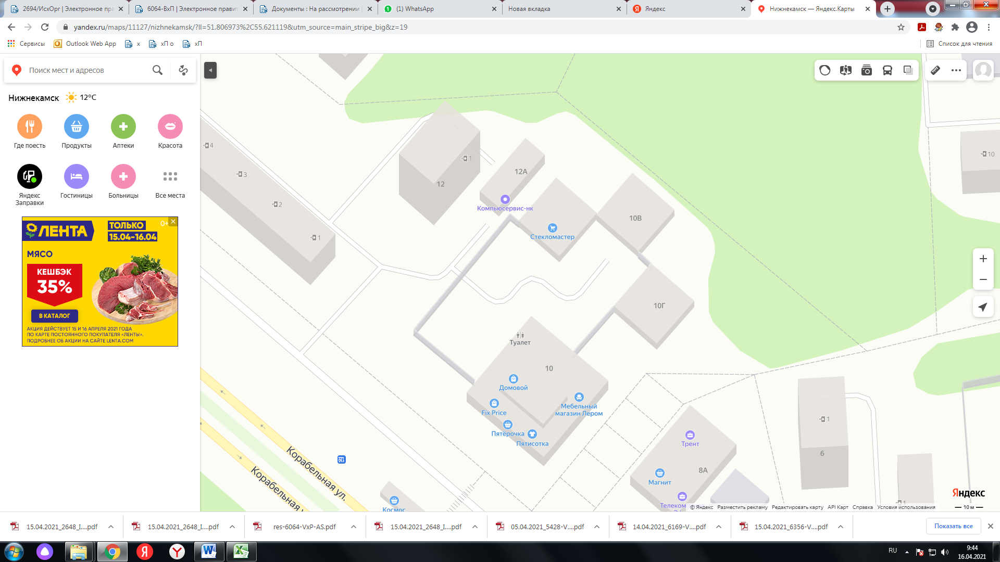 2694/ИсхОрг | Электронное пра
6064-ВхП | Электронное правит
Документы : На рассмотрении
(1) WhatsApp
Новая вкладка
Яндекс
Нижнекамск — Яндекс.Карты
yandex.ru/maps/11127/nizhnekamsk/?ll=51.806973%2C55.621119&utm_source=main_stripe_big&z=19
Сервисы
Outlook Web App
х
хП о
хП
Список для чтения
Поиск мест и адресов
Нижнекамск
12°C
Где поесть
Продукты
Аптеки
Красота
Яндекс
Заправки
Гостиницы
Больницы
Все места
ЛЕНТА
ТОЛЬКО
15.04-16.04
0+
МЯСО
КЕШБЭК
35%
В КАТАЛОГ
АКЦИЯ ДЕЙСТВУЕТ 15 И 16 АПРЕЛЯ 2021 ГОДА
ПО КАРТЕ ПОСТОЯННОГО ПОКУПАТЕЛЯ «ЛЕНТЫ».
ПОДРОБНЕЕ ОБ АКЦИИ НА САЙТЕ LENTA.COM
4
3
2
1
1
12
12А
Компьюсервис-нк
Стекломастер
10В
10Г
10
Туалет
10
Домовой
Fix Price
Мебельный
магазин Лером
Пятёрочка
Пятисотка
Трент
8А
Магнит
Телеком
1
6
1
Космос
Корабельная ул.
Корабельная у
Яндекс
10 м
© Яндекс
Разместить рекламу
Редактировать карту
API Карт
Справка
Условия использования
15.04.2021_2648_I....pdf
15.04.2021_2648_I....pdf
res-6064-VxP-AS.pdf
15.04.2021_2648_I....pdf
05.04.2021_5428-V....pdf
14.04.2021_6169-V....pdf
15.04.2021_6356-V....pdf
Показать все
RU
9:44
16.04.2021